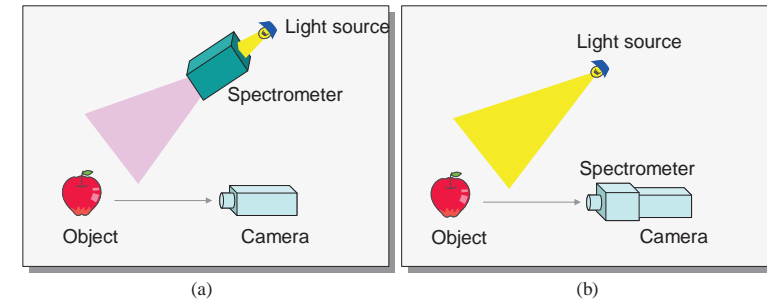 Light source
Spectrometer
Object
Camera
(a)
Light source
Spectrometer
Object
Camera
(b)